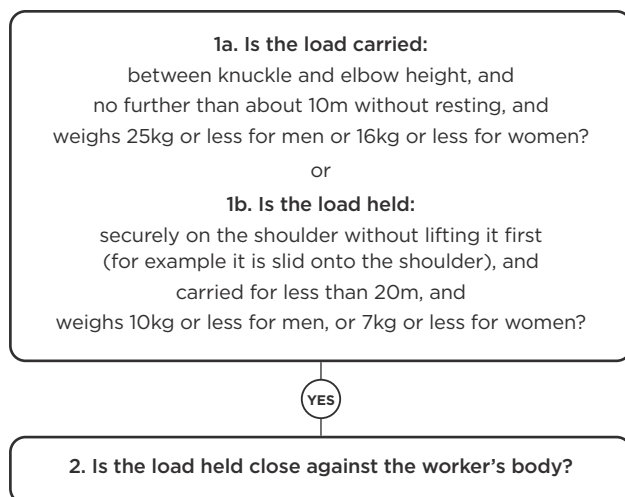 1a. Is the load carried:
between knuckle and elbow height, and
no further than about 10m without resting, and
weighs 25kg or less for men or 16kg or less for women?
or
1b. Is the load held:
securely on the shoulder without lifting it first
(for example it is slid onto the shoulder), and
carried for less than 20m, and
weighs 10kg or less for men, or 7kg or less for women?
YES
2. Is the load held close against the worker’s body?